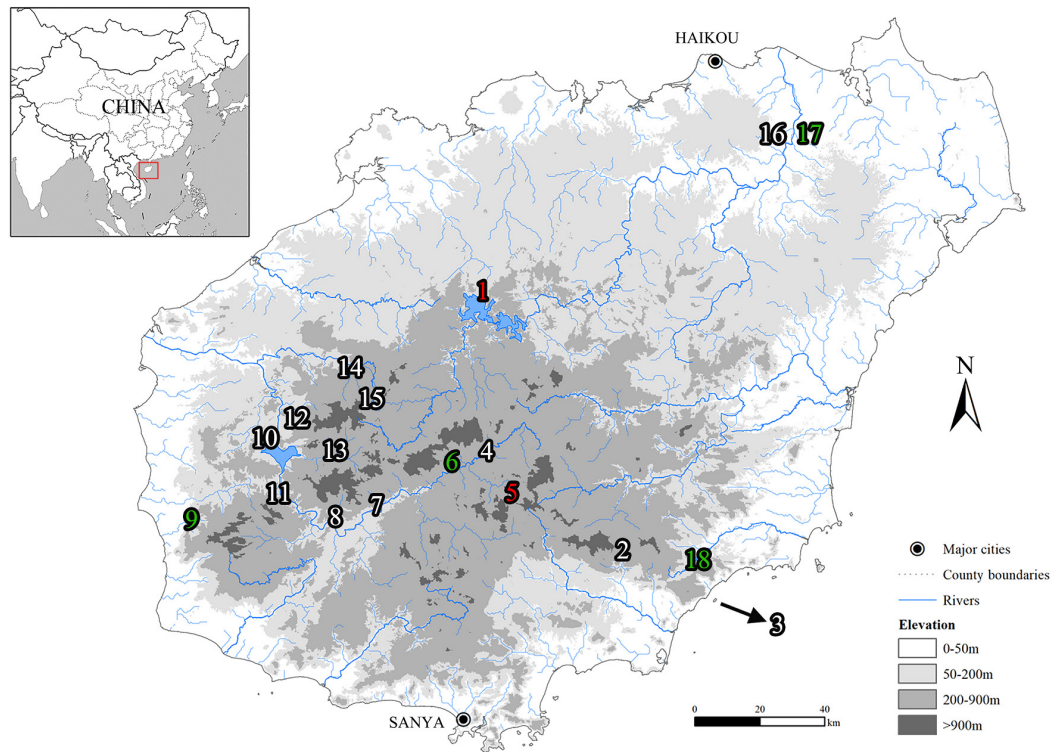 HAIKOU
CHINA
16 17
1
14
15
12
10 13 6 4
11 5
9 8 7
2 18
3
N
Major cities
County boundaries
Rivers
Elevation
0-50m
50-200m
200-900m
>900m
SANYA
0 20 40
km